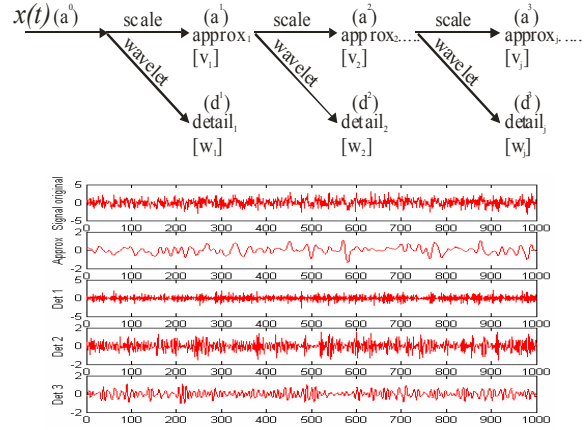 x(t) (a⁰) scale (a¹) scale (a²) scale (a³)
approx₁ approx₂.... approxⱼ. ....
[v₁] [v₂] [vⱼ]
wavelet wavelet wavelet
(d¹) (d²) (d³)
detail₁ detail₂ detailⱼ
[w₁] [w₂] [wⱼ]
Signal original
5
0
-5
0 100 200 300 400 500 600 700 800 900 1000
Approx
2
0
-2
0 100 200 300 400 500 600 700 800 900 1000
Det 1
5
0
-5
0 100 200 300 400 500 600 700 800 900 1000
Det 2
2
0
-2
0 100 200 300 400 500 600 700 800 900 1000
Det 3
2
0
-2
0 100 200 300 400 500 600 700 800 900 1000